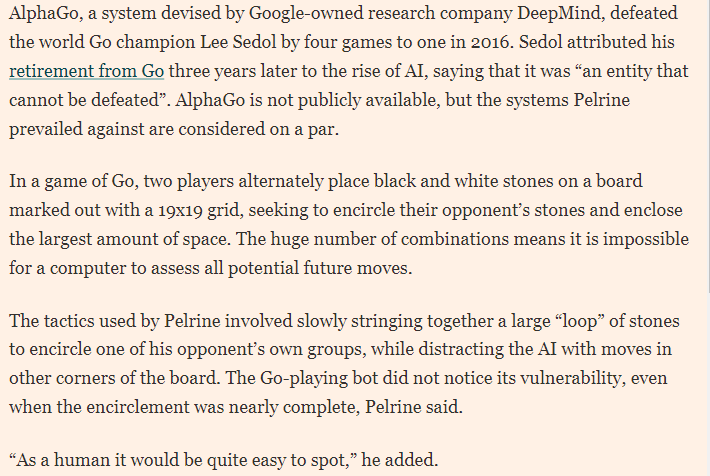 AlphaGo, a system devised by Google-owned research company DeepMind, defeated
the world Go champion Lee Sedol by four games to one in 2016. Sedol attributed his
retirement from Go three years later to the rise of AI, saying that it was “an entity that
cannot be defeated”. AlphaGo is not publicly available, but the systems Pelrine
prevailed against are considered on a par.
In a game of Go, two players alternately place black and white stones on a board
marked out with a 19x19 grid, seeking to encircle their opponent’s stones and enclose
the largest amount of space. The huge number of combinations means it is impossible
for a computer to assess all potential future moves.
The tactics used by Pelrine involved slowly stringing together a large “loop” of stones
to encircle one of his opponent’s own groups, while distracting the AI with moves in
other corners of the board. The Go-playing bot did not notice its vulnerability, even
when the encirclement was nearly complete, Pelrine said.
“As a human it would be quite easy to spot,” he added.